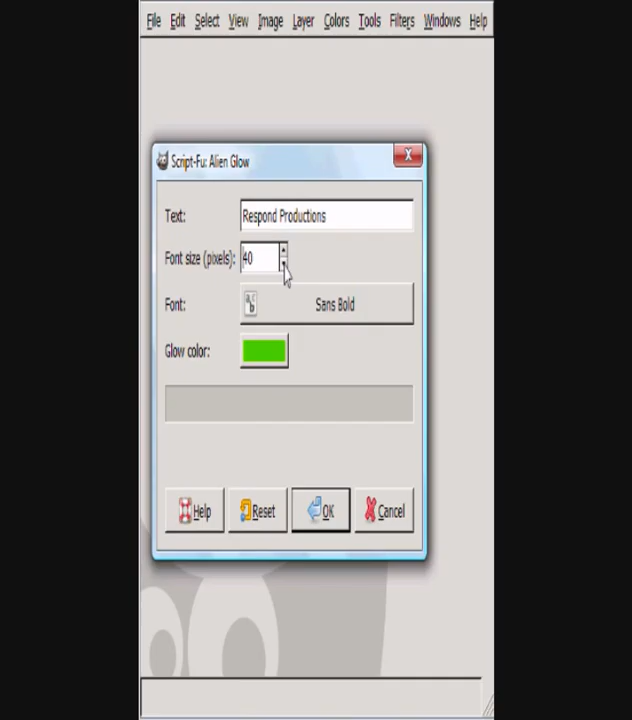 File Edit Select View Image Layer Colors Tools Filters Windows Help
Script-Fu: Alien Glow
Text: Respond Productions
Font size (pixels): 40
Font: Sans Bold
Glow color:
Help Reset OK Cancel